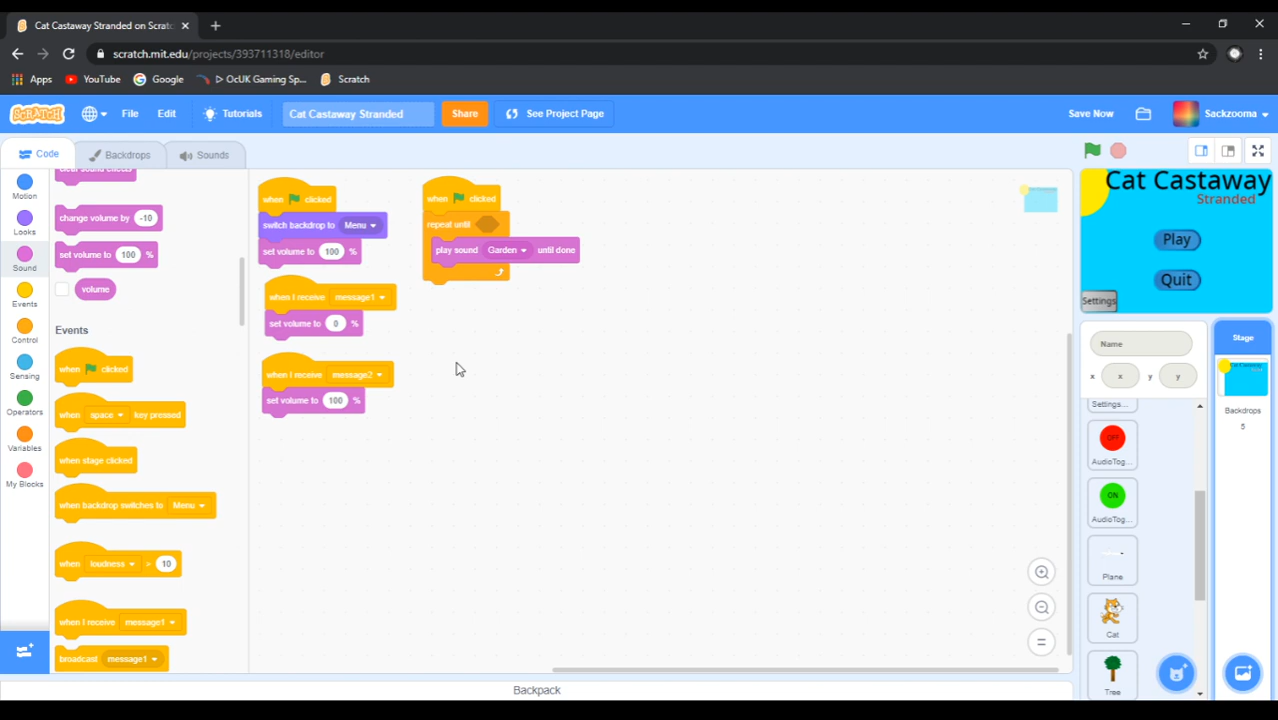 Cat Castaway Stranded on Scratc
scratch.mit.edu/projects/393711318/editor
Apps YouTube Google ▷ OcUK Gaming Sp... Scratch
SCRATCH File Edit Tutorials Cat Castaway Stranded Share See Project Page Save Now Sackzooma
Code Backdrops Sounds
Motion
Looks
Sound
Events
Control
Sensing
Operators
Variables
My Blocks
clear sound effects
change volume by -10
set volume to 100 %
volume
Events
when clicked
when space key pressed
when stage clicked
when backdrop switches to Menu
when loudness > 10
when I receive message1
broadcast message1
when clicked
switch backdrop to Menu
set volume to 100 %
when I receive message1
set volume to 0 %
when I receive message2
set volume to 100 %
when clicked
repeat until
play sound Garden until done
Cat Castaway
Stranded
Play
Quit
Settings
Name
x x y y
Settings...
OFF
AudioTog...
ON
AudioTog...
Plane
Cat
Tree
Stage
Backdrops
5
Backpack